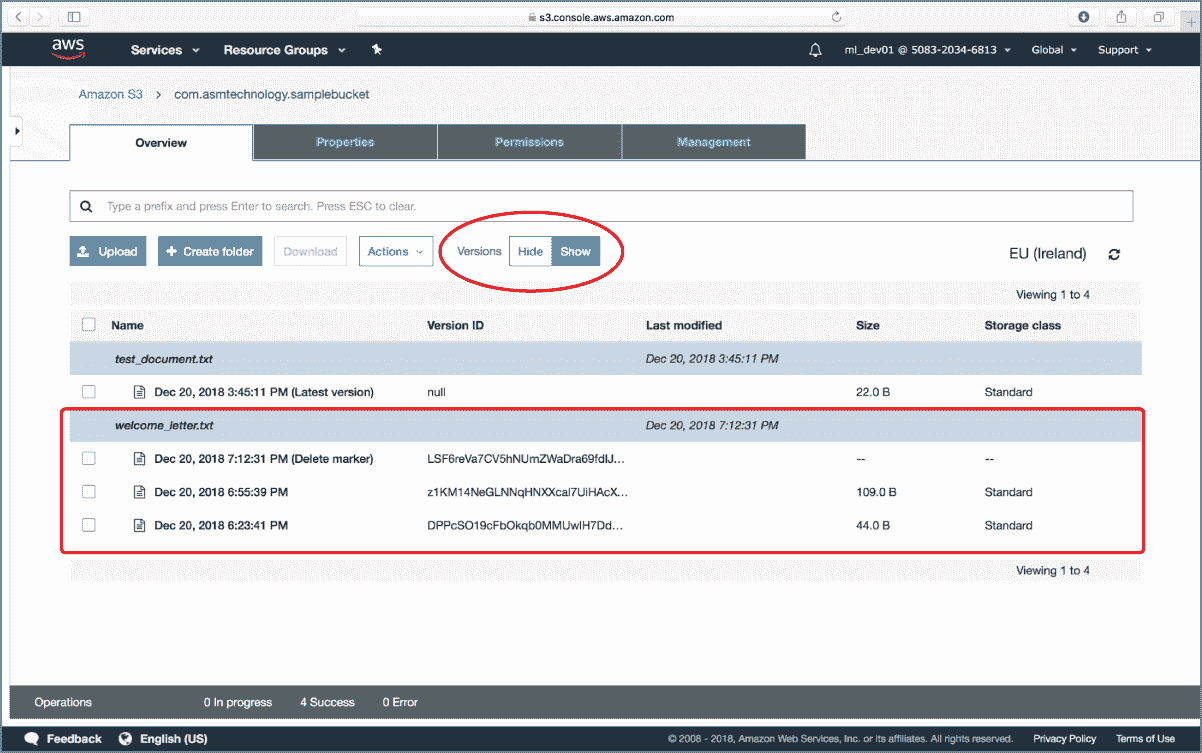 s3.console.aws.amazon.com
aws Services Resource Groups ml_dev01 @ 5083-2034-6813 Global Support
Amazon S3 > com.asmtechnology.samplebucket
Overview Properties Permissions Management
Type a prefix and press Enter to search. Press ESC to clear.
Upload + Create folder Download Actions Versions Hide Show EU (Ireland)
Viewing 1 to 4
Name Version ID Last modified Size Storage class
test_document.txt Dec 20, 2018 3:45:11 PM
Dec 20, 2018 3:45:11 PM (Latest version) null 22.0 B Standard
welcome_letter.txt Dec 20, 2018 7:12:31 PM
Dec 20, 2018 7:12:31 PM (Delete marker) LSF6reVa7CV5hNUmZWaDra69fdIJ... -- --
Dec 20, 2018 6:55:39 PM z1KM14NeGLNNqHNXXcal7UiHAcX... 109.0 B Standard
Dec 20, 2018 6:23:41 PM DPPcSO19cFbOkqb0MMUwlH7Dd... 44.0 B Standard
Viewing 1 to 4
Operations 0 In progress 4 Success 0 Error
Feedback English (US) © 2008 - 2018, Amazon Web Services, Inc. or its affiliates. All rights reserved. Privacy Policy Terms of Use